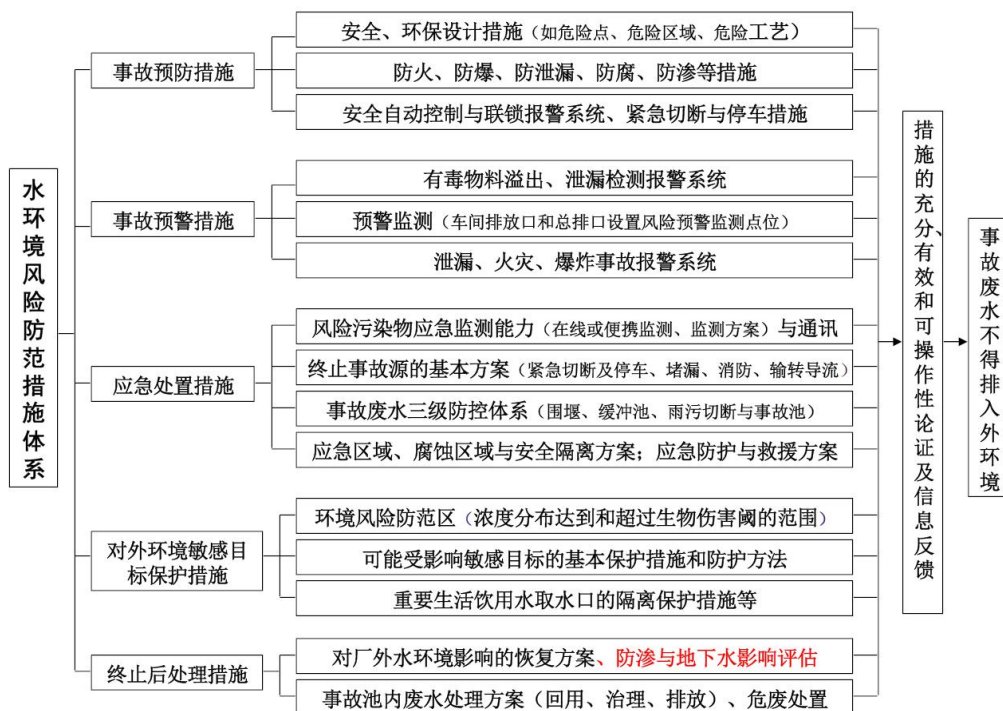 水环境风险防范措施体系
事故预防措施
安全、环保设计措施（如危险点、危险区域、危险工艺）
防火、防爆、防泄漏、防腐、防渗等措施
安全自动控制与联锁报警系统、紧急切断与停车措施
事故预警措施
有毒物料溢出、泄漏检测报警系统
预警监测（车间排放口和总排口设置风险预警监测点位）
泄漏、火灾、爆炸事故报警系统
应急处置措施
风险污染物应急监测能力（在线或便携监测、监测方案）与通讯
终止事故源的基本方案（紧急切断及停车、堵漏、消防、输转导流）
事故废水三级防控体系（围堰、缓冲池、雨污切断与事故池）
应急区域、腐蚀区域与安全隔离方案；应急防护与救援方案
对外环境敏感目
标保护措施
环境风险防范区（浓度分布达到和超过生物伤害阈的范围）
可能受影响敏感目标的基本保护措施和防护方法
重要生活饮用水取水口的隔离保护措施等
终止后处理措施
对厂外水环境影响的恢复方案、防渗与地下水影响评估
事故池内废水处理方案（回用、治理、排放）、危废处置
措施的充分、有效和可操作性论证及信息反馈
事故废水不得排入外环境